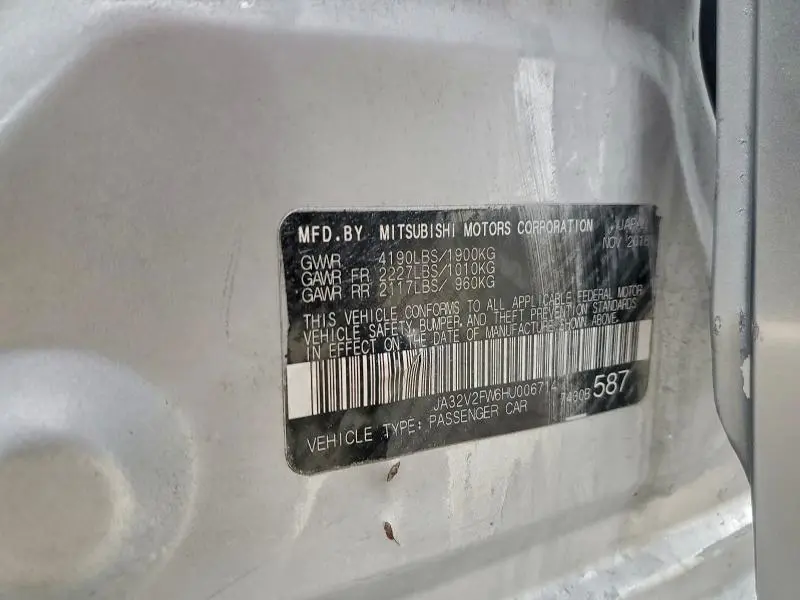 MFD.BY MITSUBISHI MOTORS CORPORATION JAPAN
NOV 2016
GVWR 4190LBS/1900KG
GAWR FR 2227LBS/1010KG
GAWR RR 2117LBS/ 960KG
THIS VEHICLE CONFORMS TO ALL APPLICABLE FEDERAL MOTOR
VEHICLE SAFETY, BUMPER, AND THEFT PREVENTION STANDARDS
IN EFFECT ON THE DATE OF MANUFACTURE SHOWN ABOVE.
JA32V2FW6HU006714 7490B587
VEHICLE TYPE: PASSENGER CAR